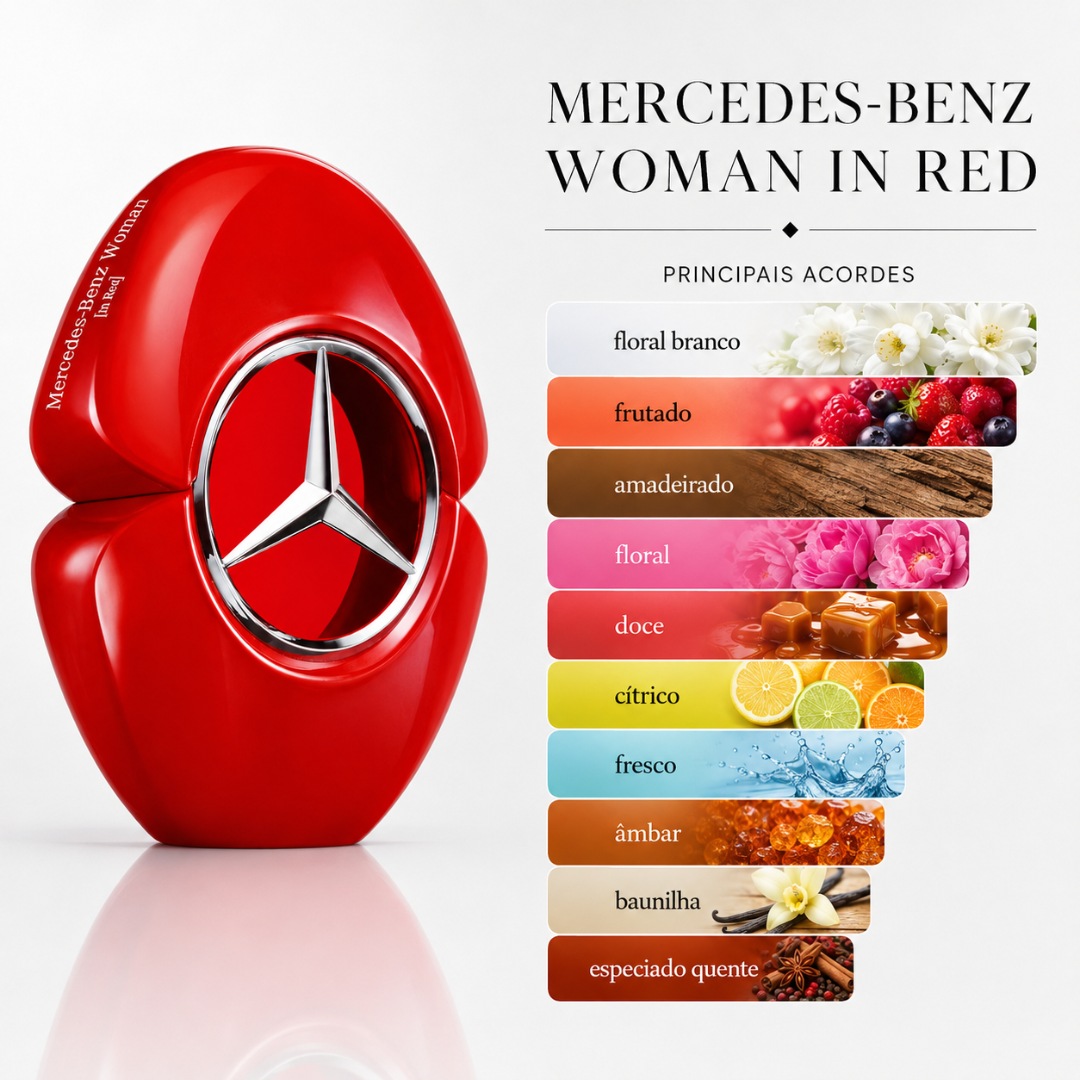 MERCEDES-BENZ
WOMAN IN RED
PRINCIPAIS ACORDES
Mercedes-Benz Woman
[In Red]
floral branco
frutado
amadeirado
floral
doce
cítrico
fresco
âmbar
baunilha
especiado quente